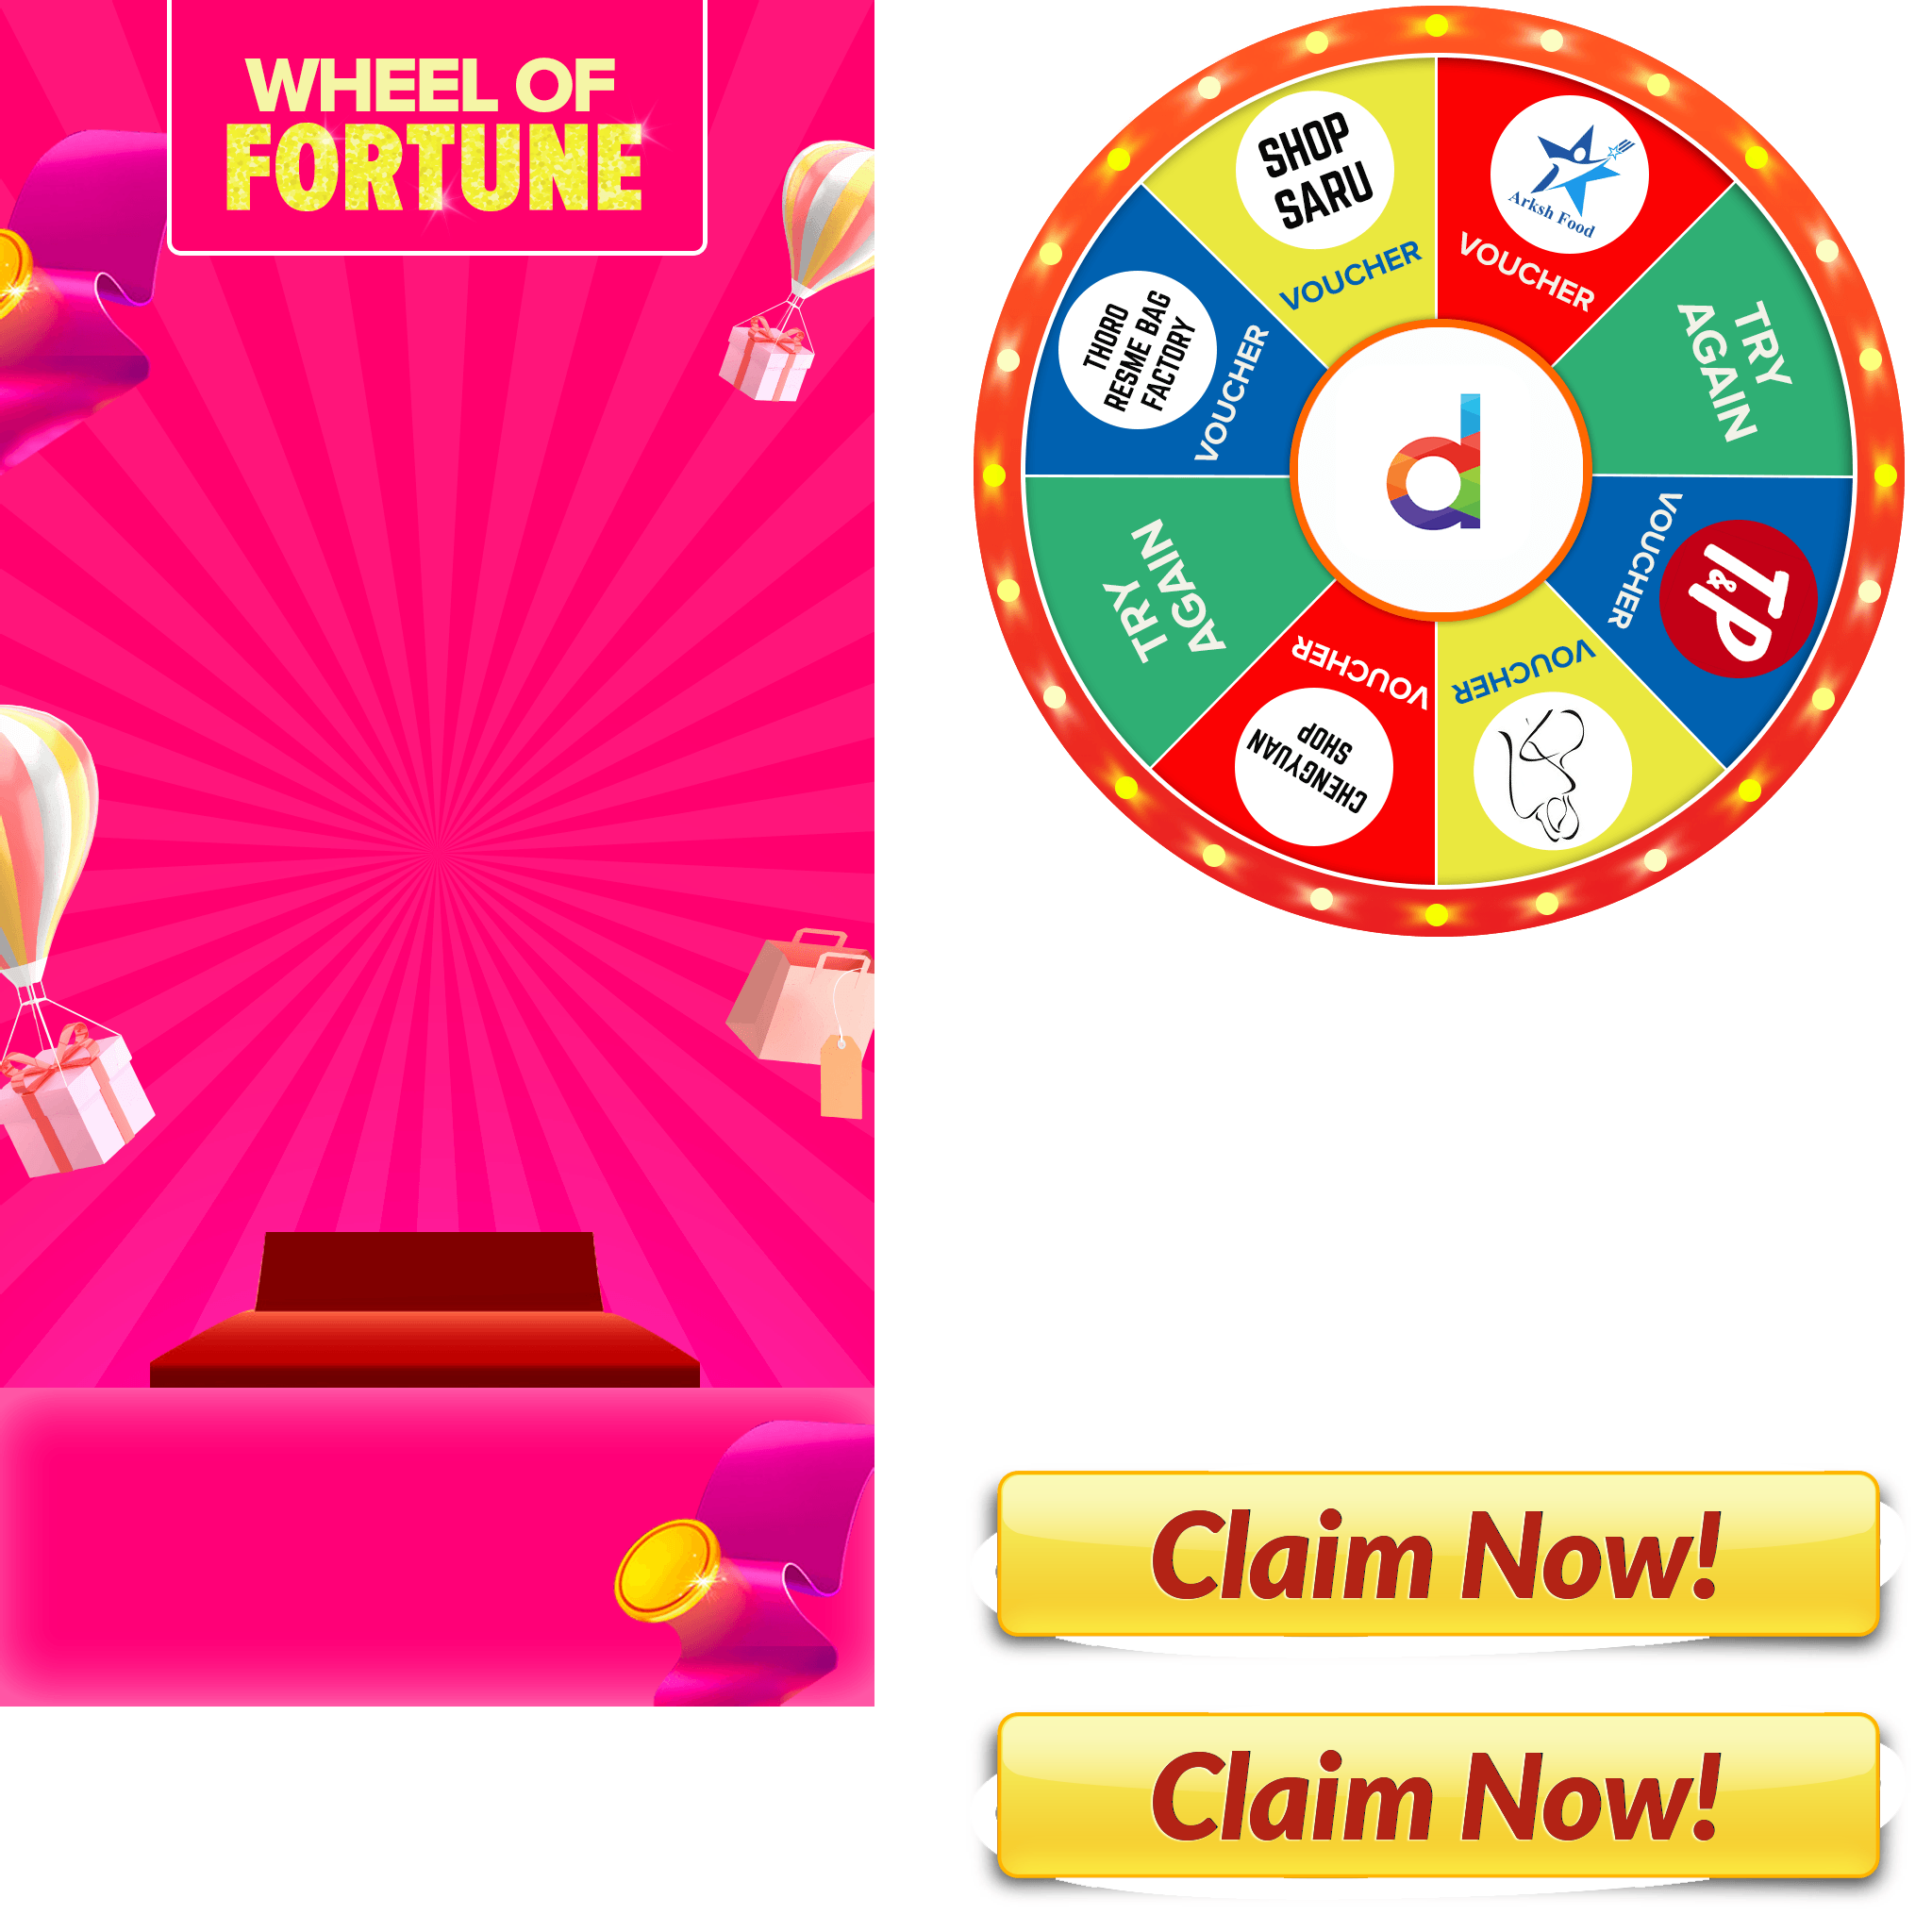 WHEEL OF
FORTUNE
SHOP
SARU
VOUCHER
Arksh Food
VOUCHER
TRY
AGAIN
T&P
VOUCHER
VOUCHER
CHENGYUAN
SHOP
VOUCHER
TRY
AGAIN
THORO
RESME BAG
FACTORY
VOUCHER
d
Claim Now!
Claim Now!